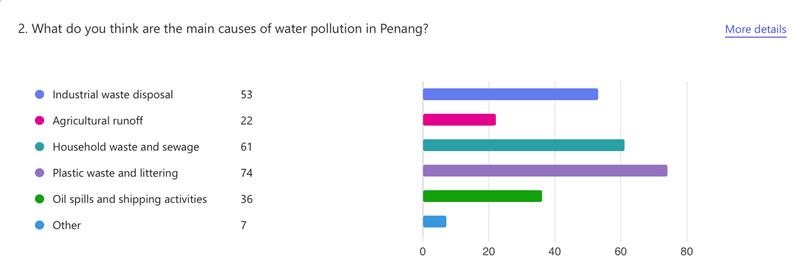 2. What do you think are the main causes of water pollution in Penang?
More details
Industrial waste disposal 53
Agricultural runoff 22
Household waste and sewage 61
Plastic waste and littering 74
Oil spills and shipping activities 36
Other 7
0 20 40 60 80